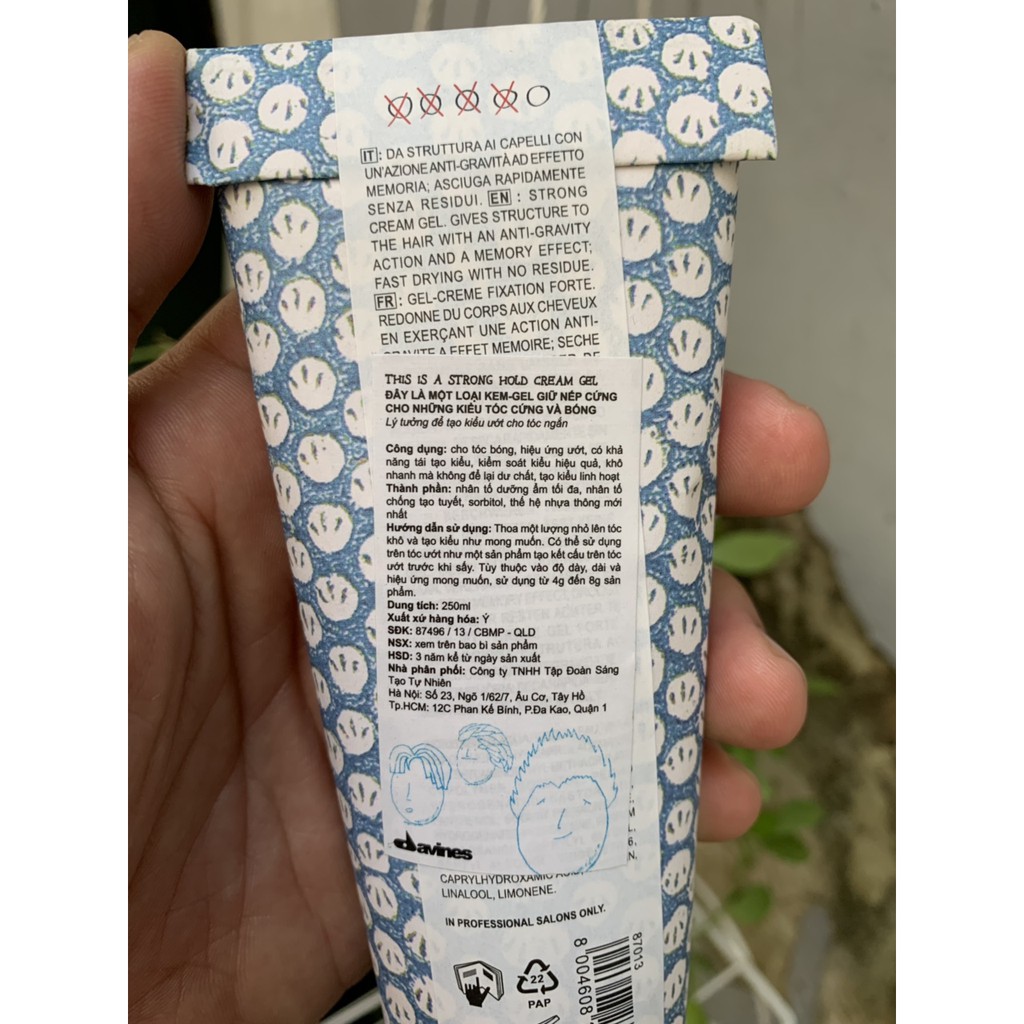 IT: DA STRUTTURA AI CAPELLI CON
UN'AZIONE ANTI-GRAVITÀ AD EFFETTO
MEMORIA; ASCIUGA RAPIDAMENTE
SENZA RESIDUI. EN: STRONG
CREAM GEL. GIVES STRUCTURE TO
THE HAIR WITH AN ANTI-GRAVITY
ACTION AND A MEMORY EFFECT;
FAST DRYING WITH NO RESIDUE.
FR: GEL-CREME FIXATION FORTE.
REDONNE DU CORPS AUX CHEVEUX
EN EXERÇANT UNE ACTION ANTI-
GRAVITE A EFFET MEMOIRE; SECHE
THIS IS A STRONG HOLD CREAM GEL
ĐÂY LÀ MỘT LOẠI KEM-GEL GIỮ NẾP CỨNG
CHO NHỮNG KIỂU TÓC CỨNG VÀ BÓNG
Lý tưởng để tạo kiểu ướt cho tóc ngắn
Công dụng: cho tóc bóng, hiệu ứng ướt, có khả
năng tái tạo kiểu, kiểm soát kiểu hiệu quả, khô
nhanh mà không để lại dư chất, tạo kiểu linh hoạt
Thành phần: nhân tố dưỡng ẩm tối đa, nhân tố
chống tạo tuyết, sorbitol, thế hệ nhựa thông mới
nhất
Hướng dẫn sử dụng: Thoa một lượng nhỏ lên tóc
khô và tạo kiểu như mong muốn. Có thể sử dụng
trên tóc ướt như một sản phẩm tạo kết cấu trên tóc
ướt trước khi sấy. Tùy thuộc vào độ dày, dài và
hiệu ứng mong muốn, sử dụng từ 4g đến 8g sản
phẩm.
Dung tích: 250ml
Xuất xứ hàng hóa: Ý
SĐK: 87496 / 13 / CBMP - QLD
NSX: xem trên bao bì sản phẩm
HSD: 3 năm kể từ ngày sản xuất
Nhà phân phối: Công ty TNHH Tập Đoàn Sáng
Tạo Tự Nhiên
Hà Nội: Số 23, Ngõ 1/62/7, Âu Cơ, Tây Hồ
Tp.HCM: 12C Phan Kế Bính, P.Đa Kao, Quận 1
davines
CAPRYLHYDROXAMIC
LINALOOL, LIMONENE.
IN PROFESSIONAL SALONS ONLY.
22
PAP
87013
8 004608